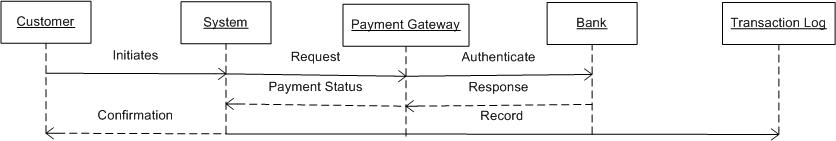 Customer
System
Payment Gateway
Bank
Transaction Log
Initiates
Request
Authenticate
Payment Status
Response
Confirmation
Record